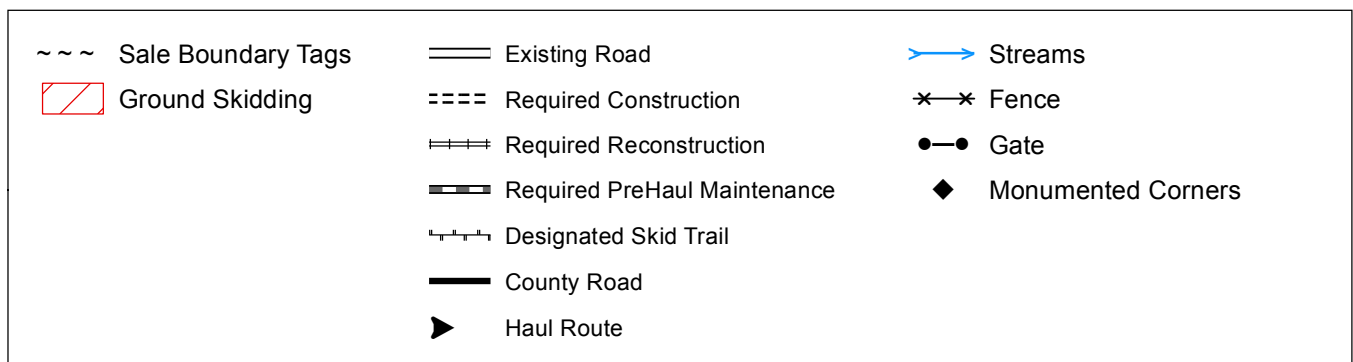 Sale Boundary Tags
Ground Skidding
Existing Road
Required Construction
Required Reconstruction
Required PreHaul Maintenance
Designated Skid Trail
County Road
Haul Route
Streams
Fence
Gate
Monumented Corners